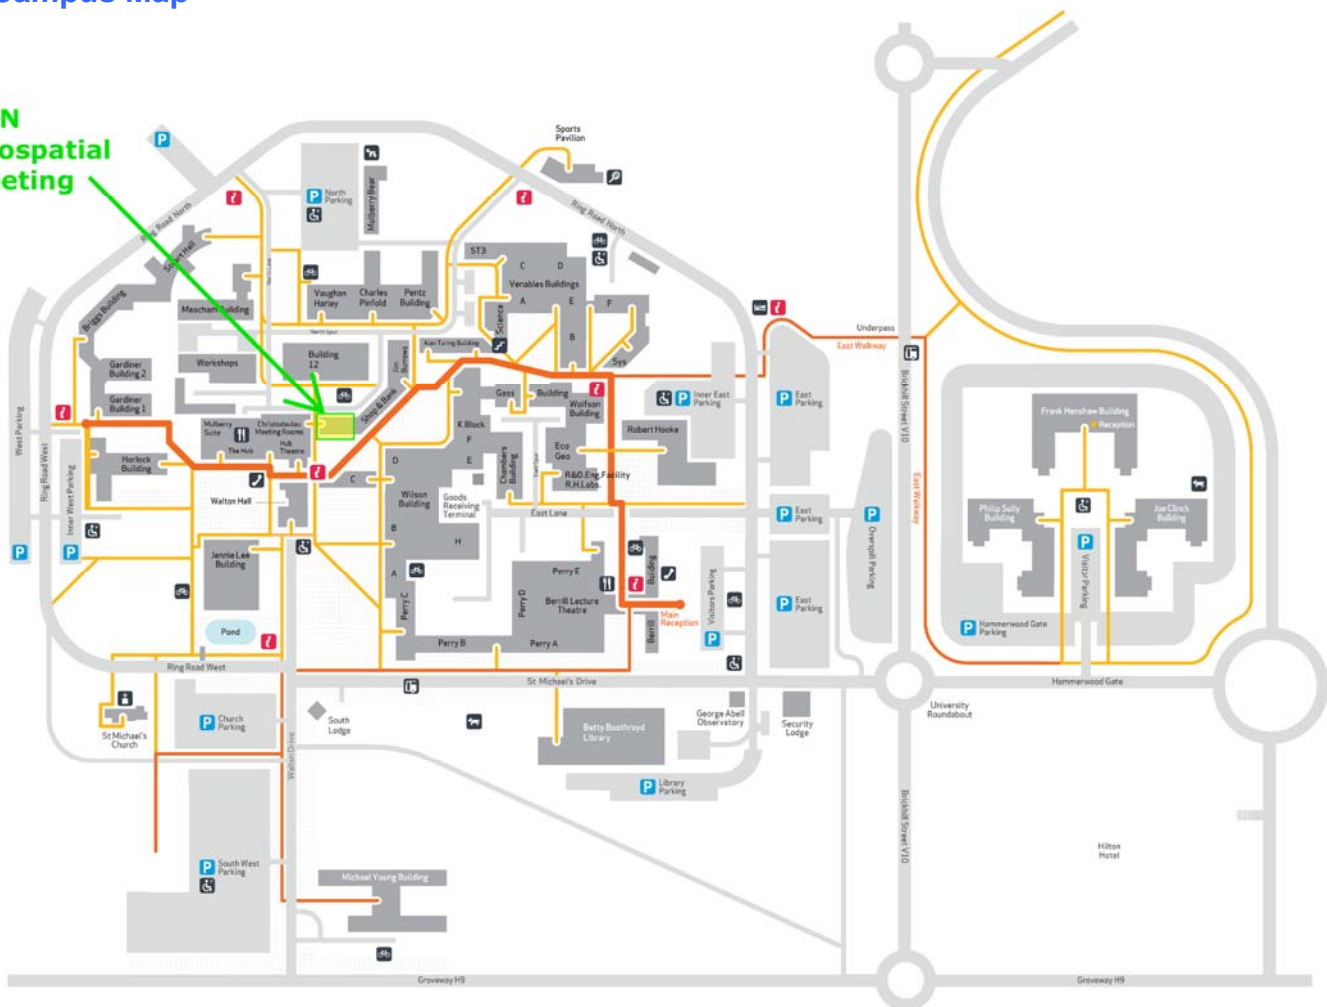 Campus Map
N
ospatial
eting
Sports
Pavilion
P
P
North
Parking
Mulberry Bear
Ring Road North
Ring Road North
Stuart Hall
ST3
C D
Venables Buildings
A E F
B
Science
Vaughan
Harley
Charles
Pinfold
Pentz
Building
North Lane
Meacham Building
North Spur
Briggs Building
Alan Turing Building
Sys
Underpass
East Walkway
Workshops
Building
12
Gardiner
Building 2
Gardiner
Building 1
Shop & Bank
Gass
Building
Wolfson
Building
P
Inner East
Parking
P
East
Parking
Brickhill Street V10
Frank Henshaw Building
Reception
West Parking
Ring Road West
Mulberry
Suite
Christodoulou
Meeting Rooms
The Hub
Hub
Theatre
K Block
F
E
Robert Hooke
Eco
Geo
Chambers
Building
Horlock
Building
D
C
R&D.Eng.Facility
R.H.Labs.
East Spur
Walton Hall
Wilson
Building
Goods
Receiving
Terminal
East Lane
Inner West Parking
P
East
Parking
P
Overspill Parking
East Walkway
Philip Sully
Building
Joe Clinch
Building
P
Visitor Parking
B
H
A
P
P
Jennie Lee
Building
Perry C
Perry D
Perry E
Berrill Lecture
Theatre
Building
Berrill
Visitors Parking
P
P
East
Parking
Main
Reception
Pond
Perry B
Perry A
P
Hammerwood Gate
Parking
Ring Road West
St Michael's Drive
Hammerwood Gate
University
Roundabout
St Michael's
Church
P
Church
Parking
South
Lodge
Walton Drive
Betty Boothroyd
Library
George Abell
Observatory
Security
Lodge
P
Library
Parking
Brickhill Street V10
Hilton
Hotel
P
South West
Parking
Michael Young Building
Groveway H9
Groveway H9